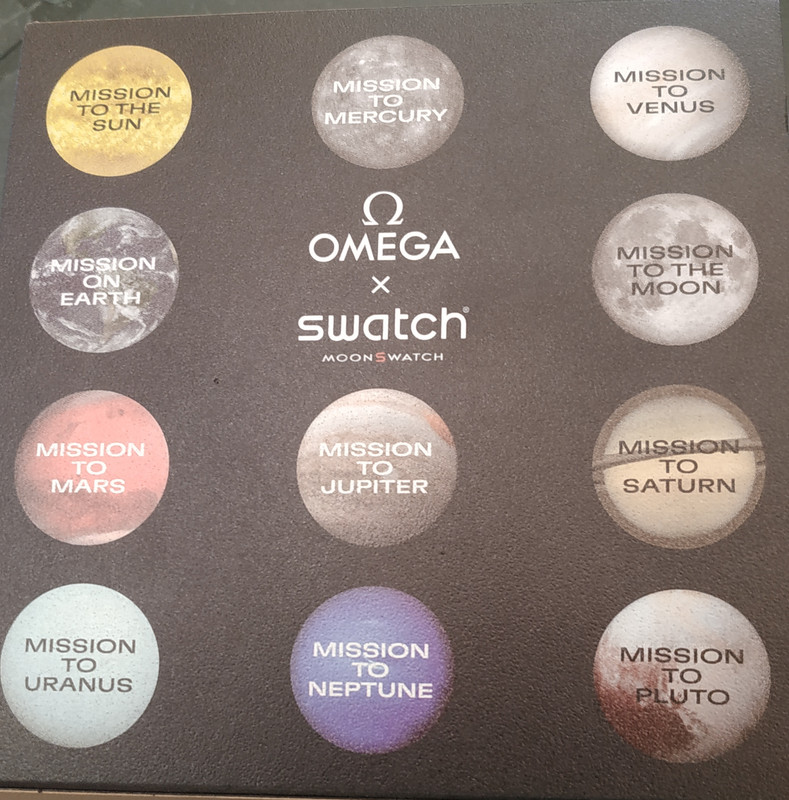 MISSION
TO THE
SUN
MISSION
TO
MERCURY
MISSION
TO
VENUS
Ω
OMEGA
×
swatch®
MOONSWATCH
MISSION
ON
EARTH
MISSION
TO THE
MOON
MISSION
TO
MARS
MISSION
TO
JUPITER
MISSION
TO
SATURN
MISSION
TO
URANUS
MISSION
TO
NEPTUNE
MISSION
TO
PLUTO